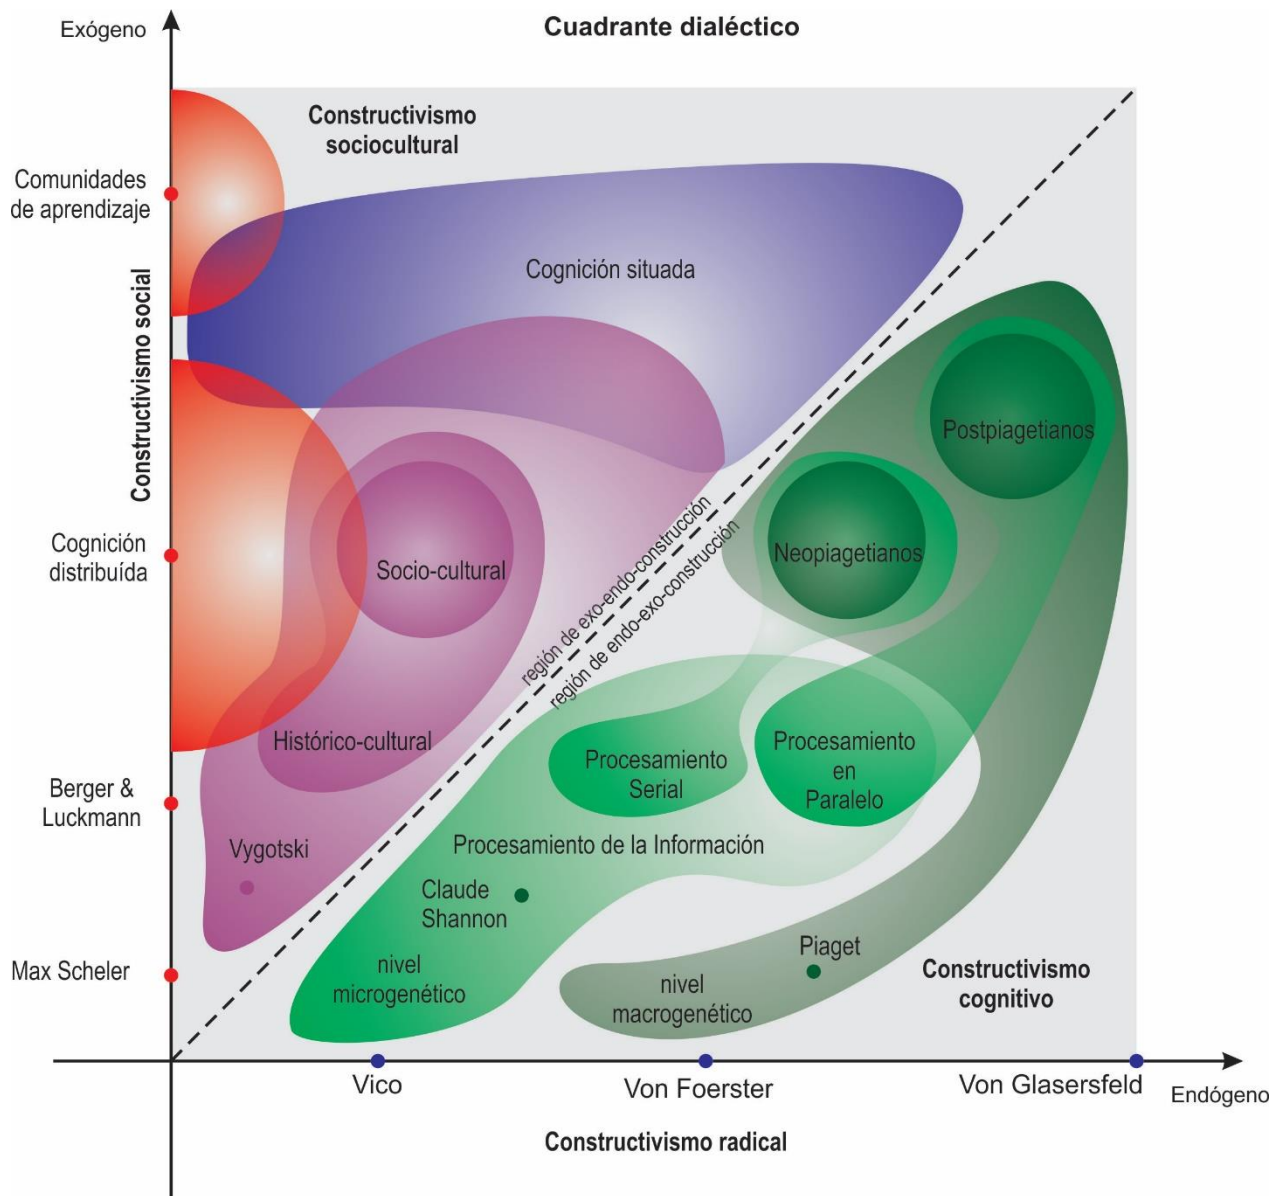 Cuadrante dialéctico
Exógeno
Constructivismo
sociocultural
Comunidades
de aprendizaje
Constructivismo social
Cognición situada
Cognición
distribuída
Socio-cultural
Histórico-cultural
Berger &
Luckmann
Vygotski
Max Scheler
región de exo-endo-construcción
región de endo-exo-construcción
Postpiagetianos
Neopiagetianos
Procesamiento
Serial
Procesamiento
en
Paralelo
Procesamiento de la Información
Claude
Shannon
nivel
microgenético
Piaget
nivel
macrogenético
Constructivismo
cognitivo
Vico
Von Foerster
Von Glasersfeld
Endógeno
Constructivismo radical